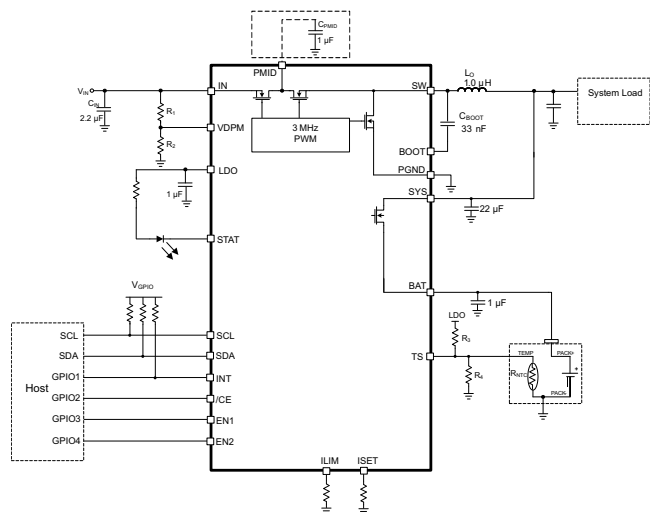 CPMID
1 µF
PMID
VIN
CIN
2.2 µF
R1
R2
IN
VDPM
LDO
1 µF
STAT
3 MHz
PWM
SW
LO
1.0 µH
CBOOT
33 nF
BOOT
PGND
SYS
22 µF
System Load
BAT
1 µF
LDO
R3
R4
TS
TEMP
PACK+
RNTC
+
PACK-
VGPIO
Host
SCL
SDA
GPIO1
GPIO2
GPIO3
GPIO4
SCL
SDA
INT
/CE
EN1
EN2
ILIM
ISET